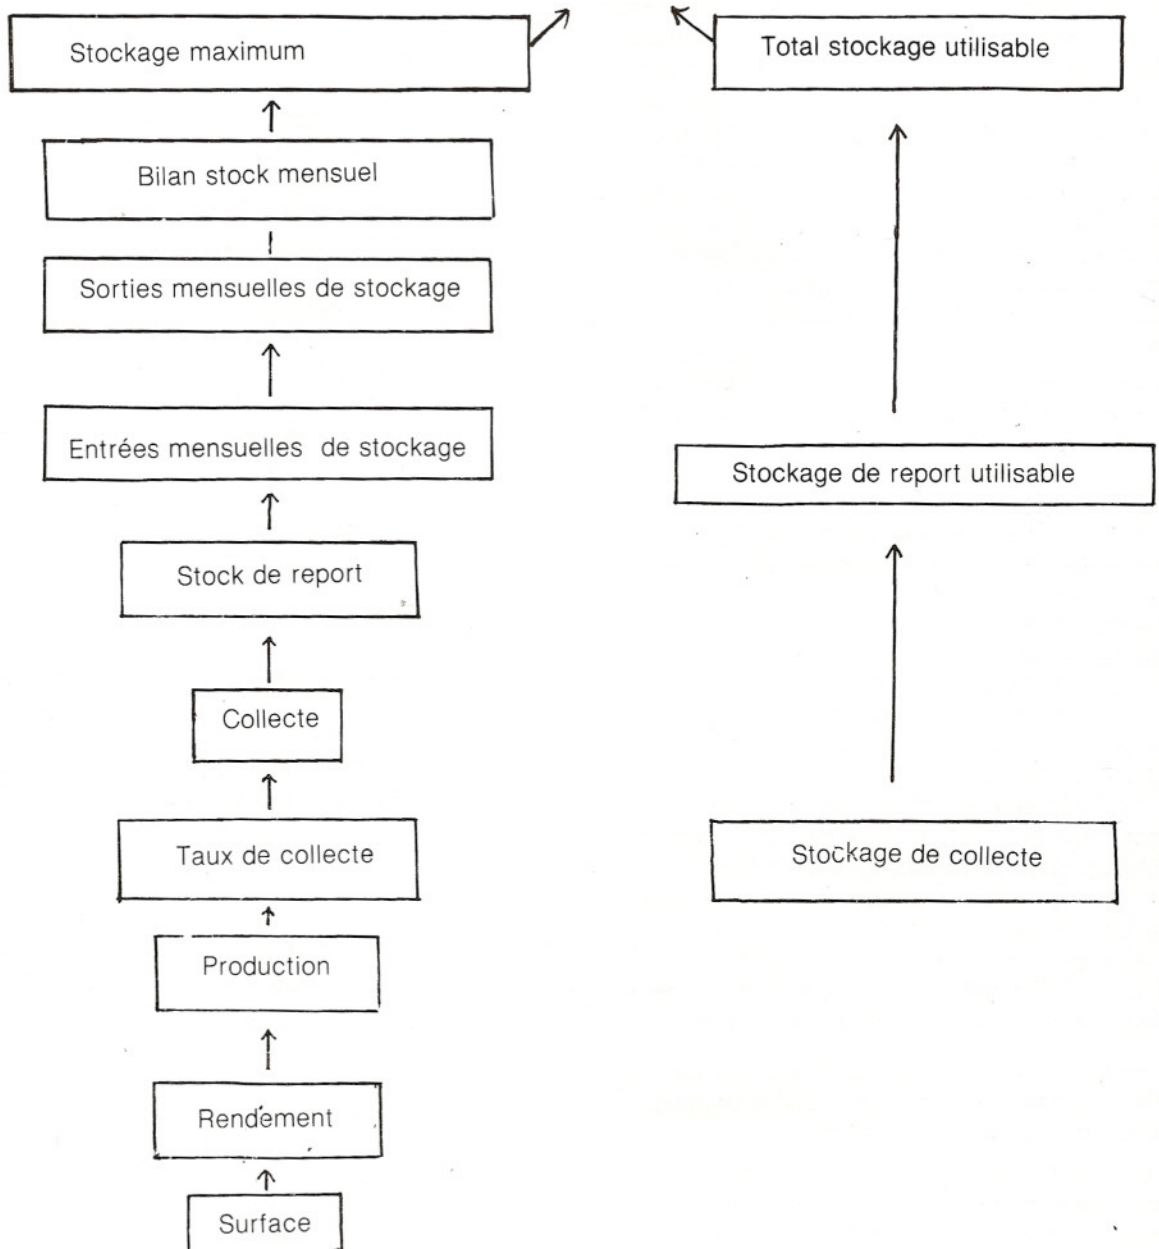 Stockage maximum
Total stockage utilisable
Bilan stock mensuel
Sorties mensuelles de stockage
Entrées mensuelles de stockage
Stockage de report utilisable
Stock de report
Collecte
Taux de collecte
Stockage de collecte
Production
Rendement
Surface